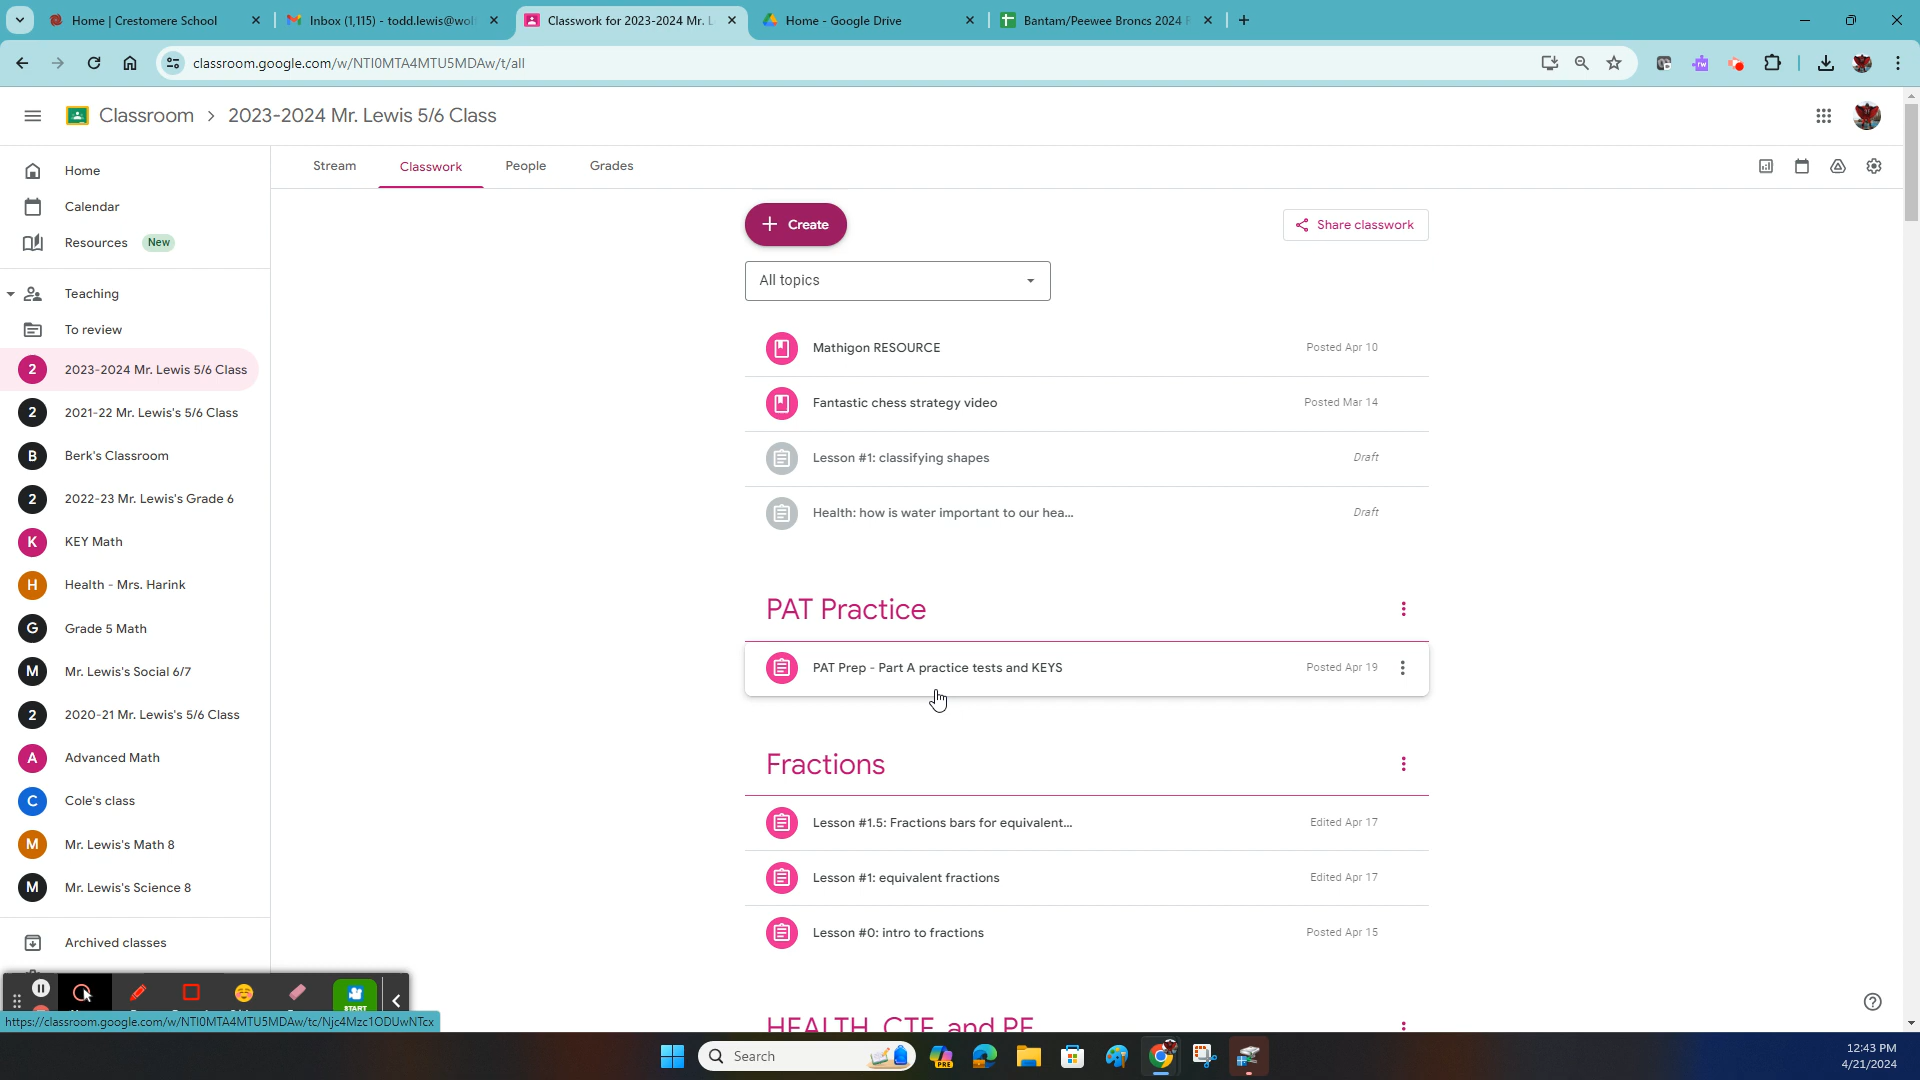 Home | Crestomere School
Inbox (1,115) - todd.lewis@wol
Classwork for 2023-2024 Mr. L
Home - Google Drive
Bantam/Peewee Broncs 2024
classroom.google.com/w/NTI0MTA4MTU5MDAw/t/all
Classroom > 2023-2024 Mr. Lewis 5/6 Class
Stream
Classwork
People
Grades
Home
Calendar
Resources New
Teaching
To review
2 2023-2024 Mr. Lewis 5/6 Class
2 2021-22 Mr. Lewis's 5/6 Class
B Berk's Classroom
2 2022-23 Mr. Lewis's Grade 6
K KEY Math
H Health - Mrs. Harink
G Grade 5 Math
M Mr. Lewis's Social 6/7
2 2020-21 Mr. Lewis's 5/6 Class
A Advanced Math
C Cole's class
M Mr. Lewis's Math 8
M Mr. Lewis's Science 8
Archived classes
Create
Share classwork
All topics
Mathigon RESOURCE Posted Apr 10
Fantastic chess strategy video Posted Mar 14
Lesson #1: classifying shapes Draft
Health: how is water important to our hea... Draft
PAT Practice
PAT Prep - Part A practice tests and KEYS Posted Apr 19
Fractions
Lesson #1.5: Fractions bars for equivalent... Edited Apr 17
Lesson #1: equivalent fractions Edited Apr 17
Lesson #0: intro to fractions Posted Apr 15
HEALTH, CTF, and PE
START
https://classroom.google.com/w/NTI0MTA4MTU5MDAw/tc/Njc4Mzc1ODUwNTcx
Search
PRE
12:43 PM
4/21/2024